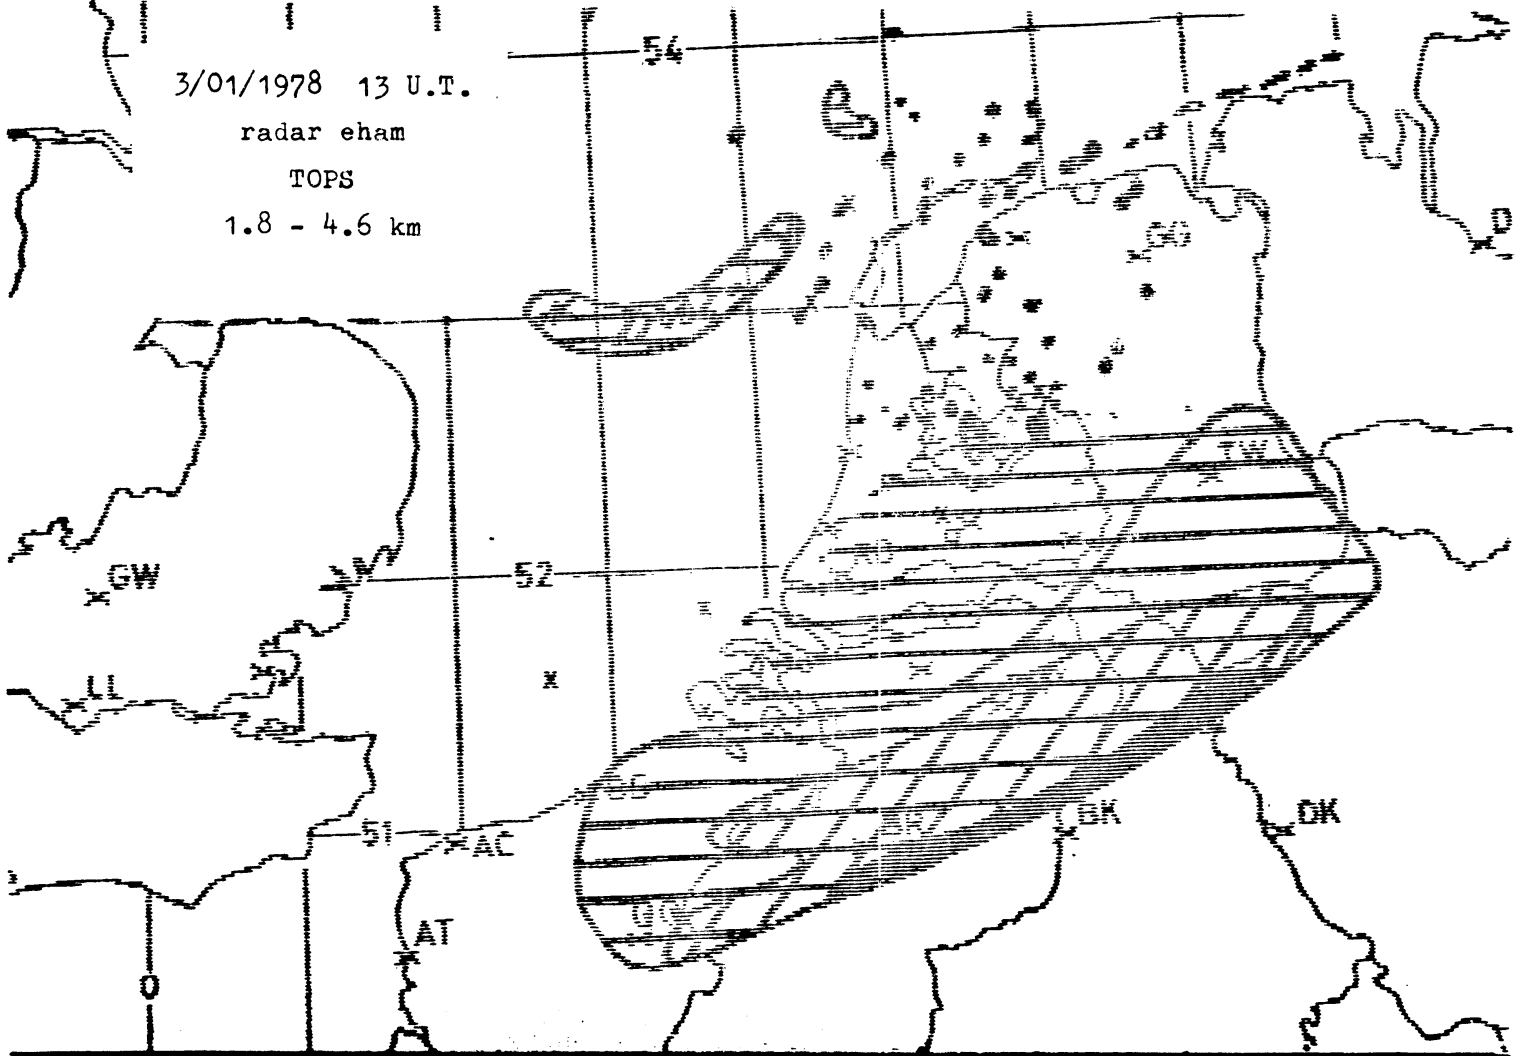 54
3/01/1978 13 U.T.
radar eham
TOPS
1.8 - 4.6 km
D
GG
TW
52
GW
LL
51
AC
BK
DK
AT
0